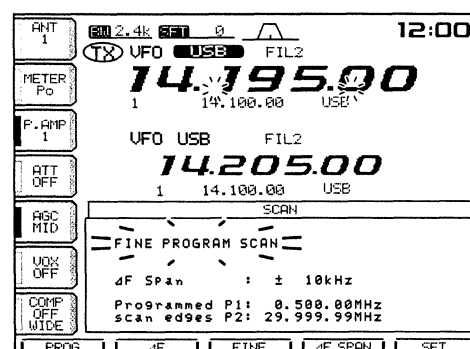 ANT
1
BW 2.4k SFT 0
12:00
TX VFO USB FIL2
14.195.00
1 14.100.00 USB
METER
Po
P.AMP
1
VFO USB FIL2
14.205.00
1 14.100.00 USB
ATT
OFF
SCAN
AGC
MID
FINE PROGRAM SCAN
VOX
OFF
ΔF SPan : ± 10kHz
COMP
OFF
WIDE
Programmed P1: 0.500.00MHz
scan edges P2: 29.999.99MHz
PROG ΔF FINE ΔF SPAN SET